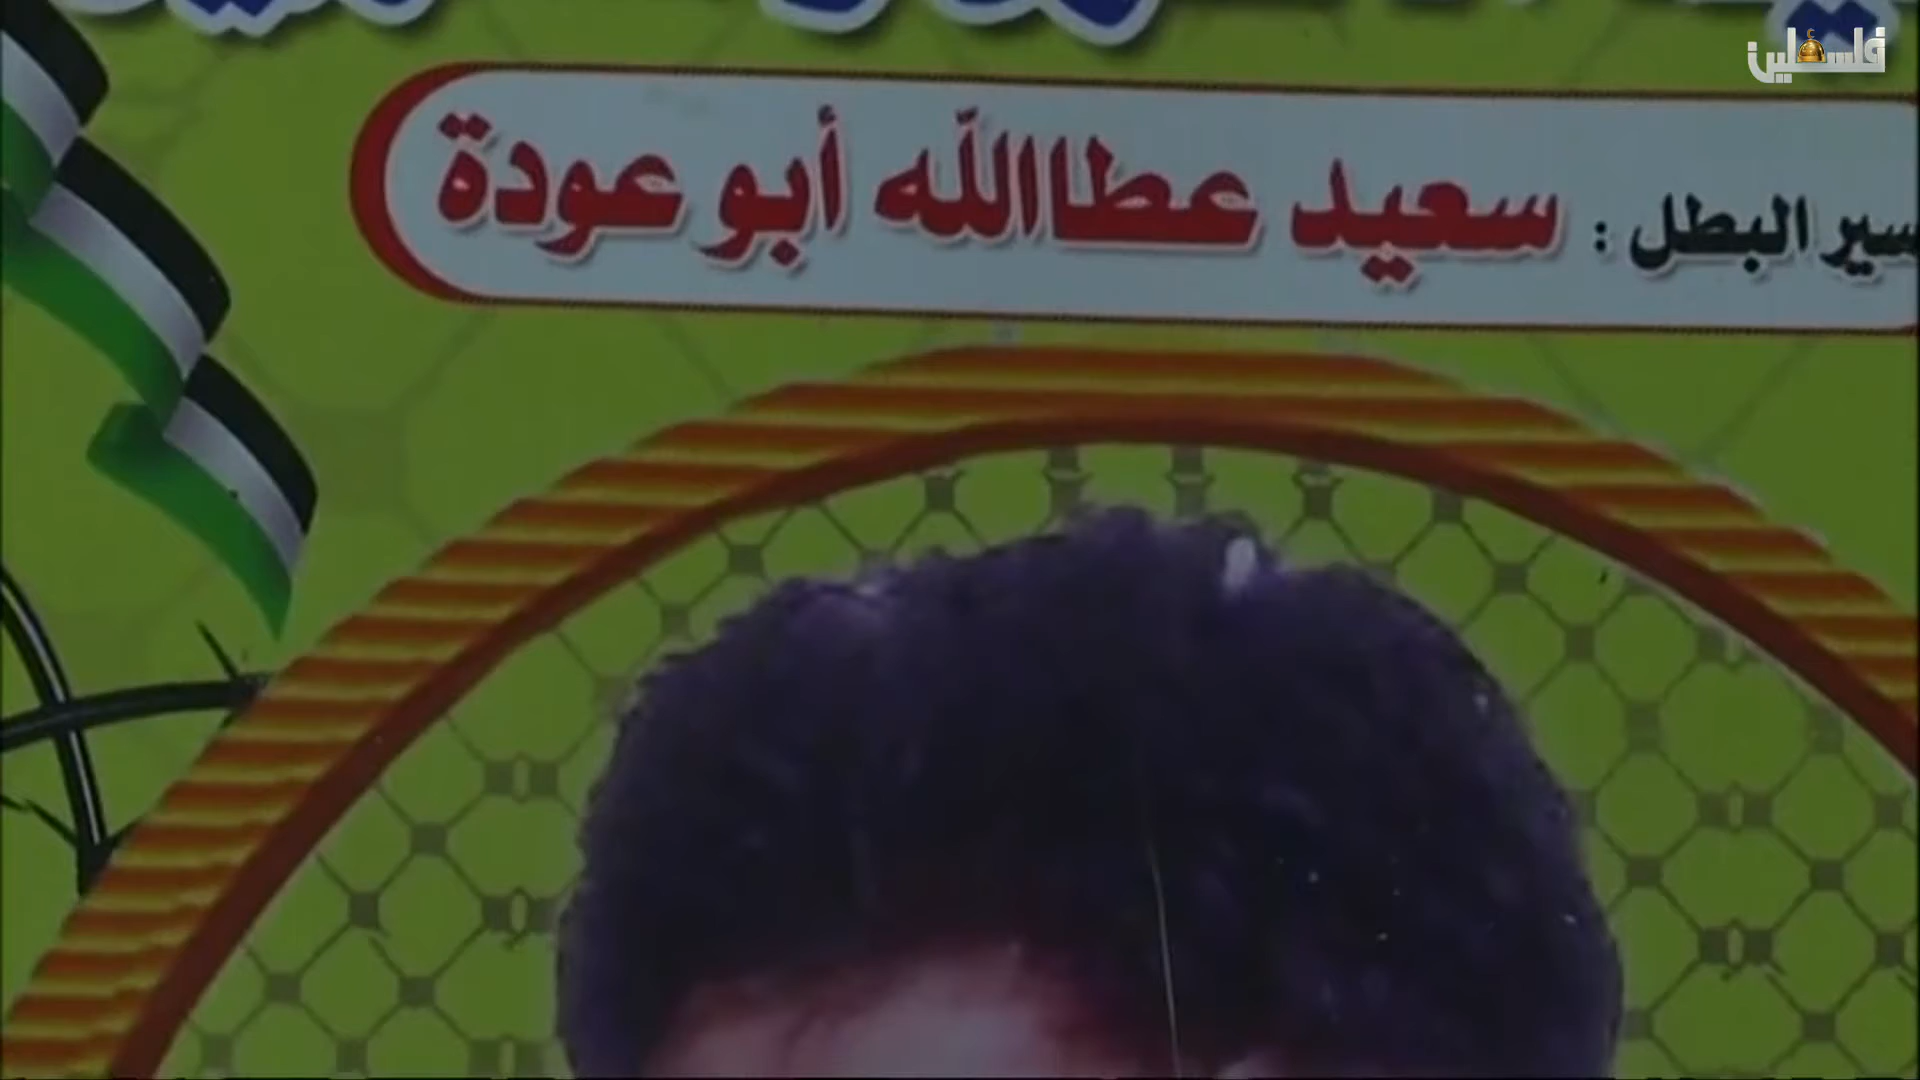 فلسطين
سير البطل : سعيد عطاالله أبو عودة